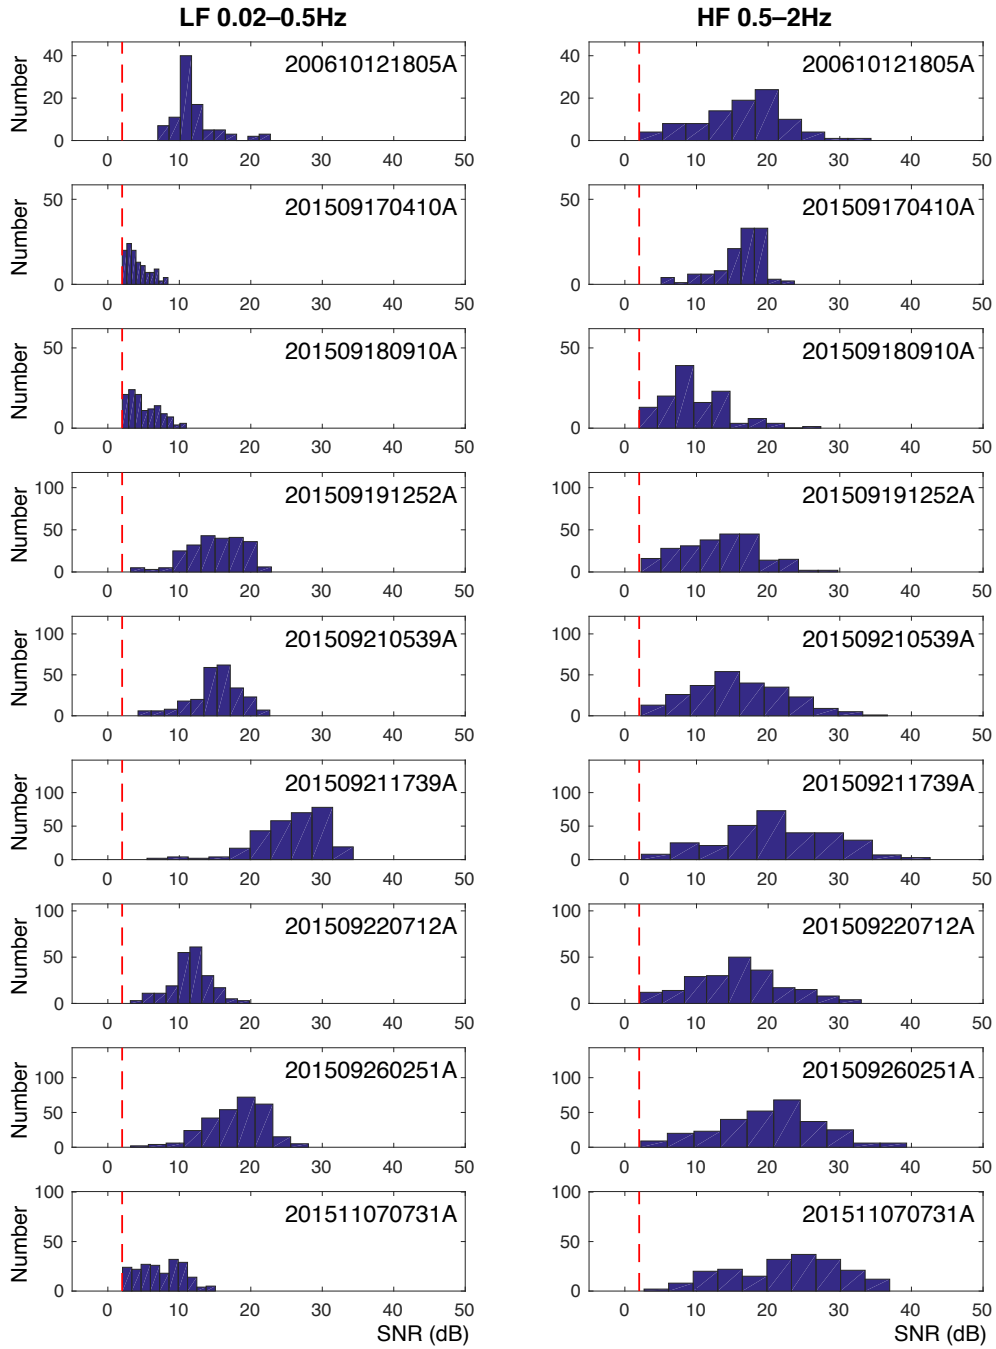 LF 0.02–0.5Hz HF 0.5–2Hz
Number 40 20 0 200610121805A 0 10 20 30 40 50
40 20 0 200610121805A 0 10 20 30 40 50
Number 50 0 201509170410A 0 10 20 30 40 50
50 0 201509170410A 0 10 20 30 40 50
Number 50 0 201509180910A 0 10 20 30 40 50
50 0 201509180910A 0 10 20 30 40 50
Number 100 50 0 201509191252A 0 10 20 30 40 50
100 50 0 201509191252A 0 10 20 30 40 50
Number 100 50 0 201509210539A 0 10 20 30 40 50
100 50 0 201509210539A 0 10 20 30 40 50
Number 100 50 0 201509211739A 0 10 20 30 40 50
100 50 0 201509211739A 0 10 20 30 40 50
Number 100 50 0 201509220712A 0 10 20 30 40 50
100 50 0 201509220712A 0 10 20 30 40 50
Number 100 50 0 201509260251A 0 10 20 30 40 50
100 50 0 201509260251A 0 10 20 30 40 50
Number 100 50 0 201511070731A 0 10 20 30 40 50
100 50 0 201511070731A 0 10 20 30 40 50
SNR (dB) SNR (dB)